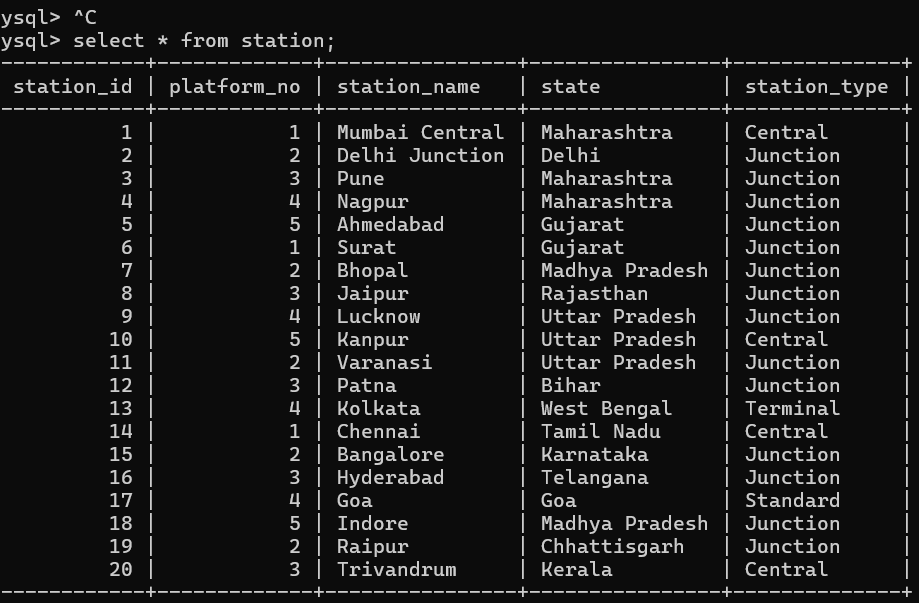 ysql> ^C
ysql> select * from station;
------------+-------------+----------------+----------------+--------------+
station_id | platform_no | station_name | state | station_type |
------------+-------------+----------------+----------------+--------------+
1 | 1 | Mumbai Central | Maharashtra | Central |
2 | 2 | Delhi Junction | Delhi | Junction |
3 | 3 | Pune | Maharashtra | Junction |
4 | 4 | Nagpur | Maharashtra | Junction |
5 | 5 | Ahmedabad | Gujarat | Junction |
6 | 1 | Surat | Gujarat | Junction |
7 | 2 | Bhopal | Madhya Pradesh | Junction |
8 | 3 | Jaipur | Rajasthan | Junction |
9 | 4 | Lucknow | Uttar Pradesh | Junction |
10 | 5 | Kanpur | Uttar Pradesh | Central |
11 | 2 | Varanasi | Uttar Pradesh | Junction |
12 | 3 | Patna | Bihar | Junction |
13 | 4 | Kolkata | West Bengal | Terminal |
14 | 1 | Chennai | Tamil Nadu | Central |
15 | 2 | Bangalore | Karnataka | Junction |
16 | 3 | Hyderabad | Telangana | Junction |
17 | 4 | Goa | Goa | Standard |
18 | 5 | Indore | Madhya Pradesh | Junction |
19 | 2 | Raipur | Chhattisgarh | Junction |
20 | 3 | Trivandrum | Kerala | Central |
------------+-------------+----------------+----------------+--------------+